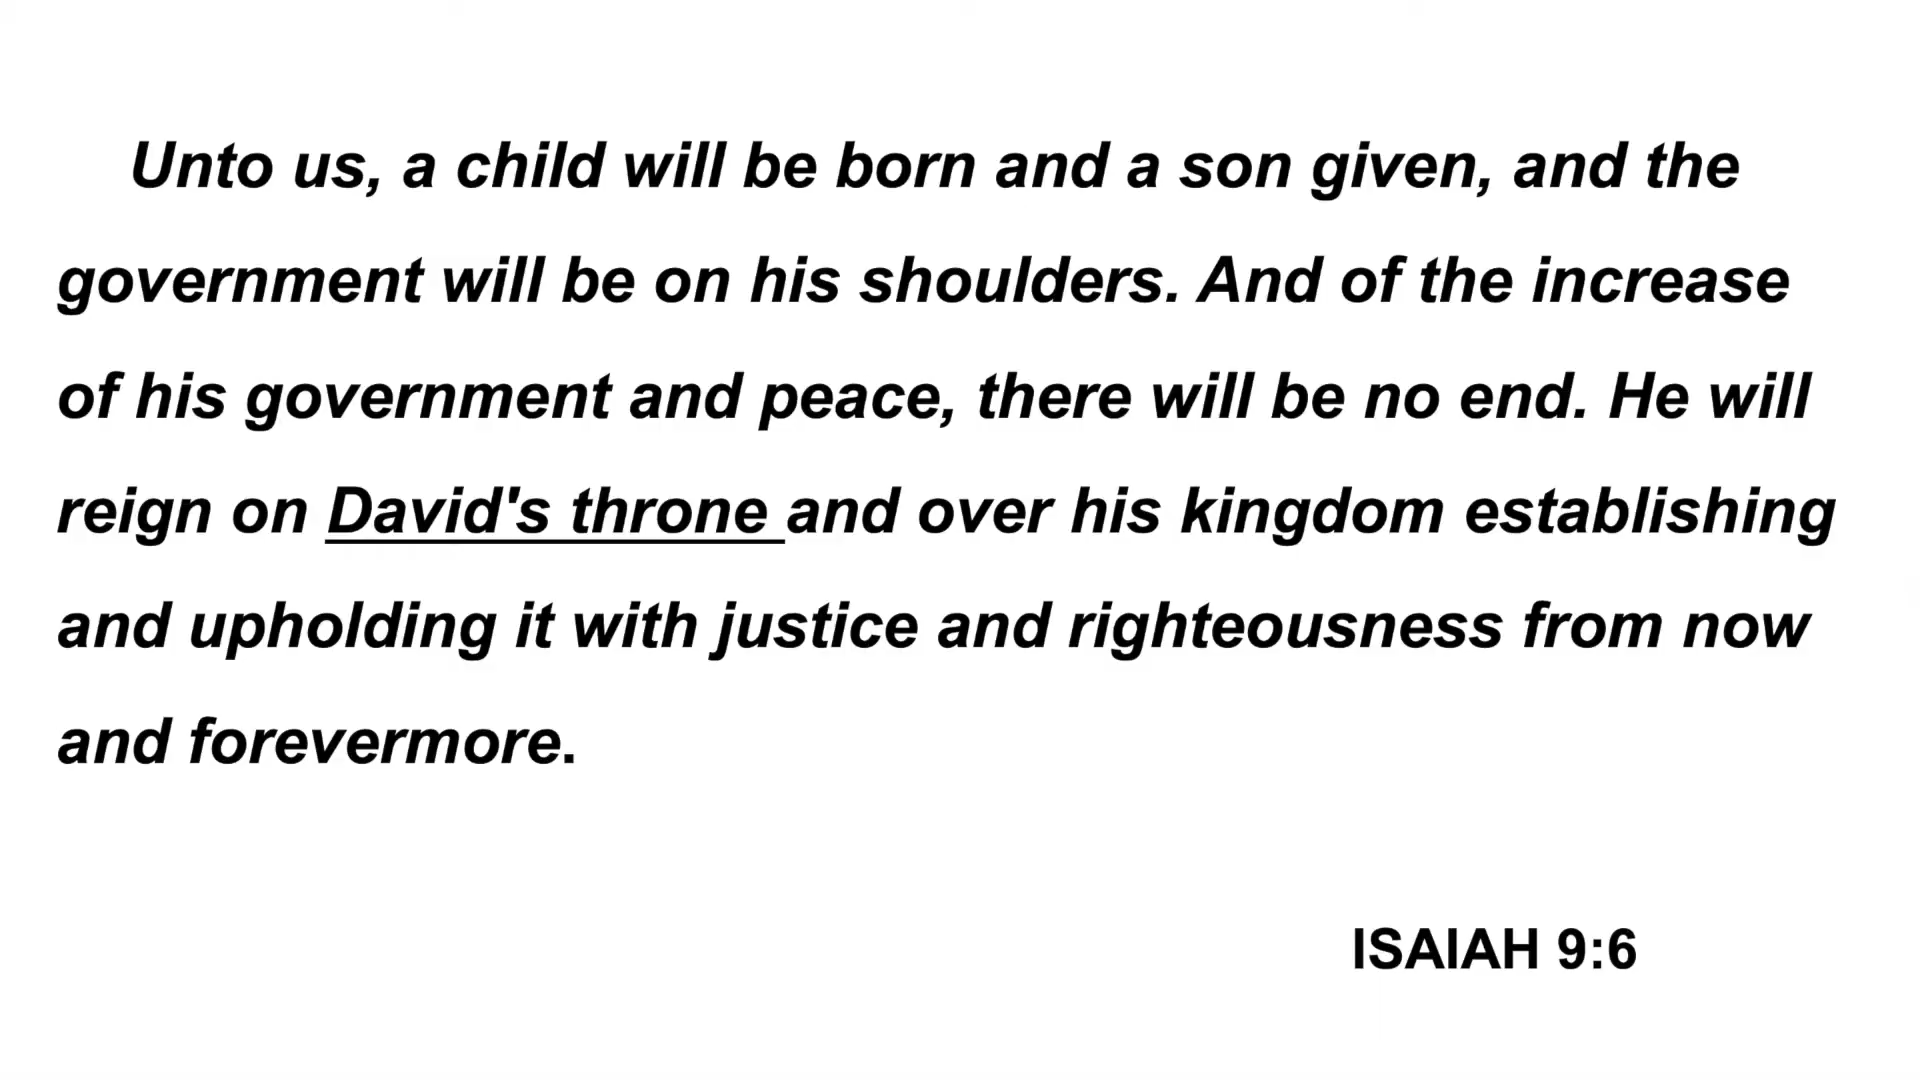 Unto us, a child will be born and a son given, and the
government will be on his shoulders. And of the increase
of his government and peace, there will be no end. He will
reign on David's throne and over his kingdom establishing
and upholding it with justice and righteousness from now
and forevermore.
ISAIAH 9:6